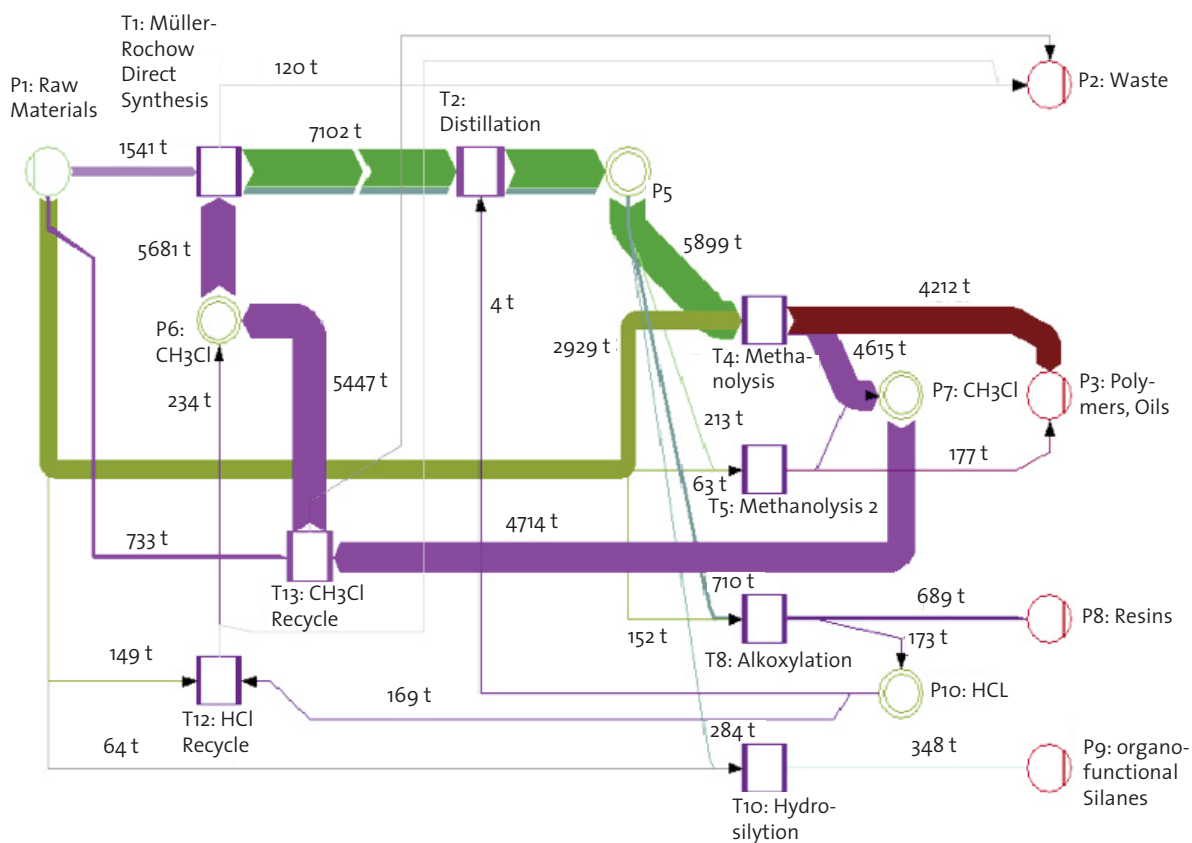 T1: Müller-
Rochow
Direct
Synthesis
P1: Raw
Materials
120 t
T2:
Distillation
P2: Waste
1541 t
7102 t
P5
5681 t
5899 t
4 t
4212 t
P6:
CH3Cl
2929 t
T4: Metha-
nolysis
4615 t
P7: CH3Cl
P3: Poly-
mers, Oils
5447 t
234 t
213 t
63 t
177 t
T5: Methanolysis 2
4714 t
733 t
T13: CH3Cl
Recycle
710 t
689 t
P8: Resins
152 t
173 t
T8: Alkoxylation
149 t
P10: HCL
169 t
T12: HCl
Recycle
64 t
284 t
348 t
P9: organo-
functional
Silanes
T10: Hydro-
silytion